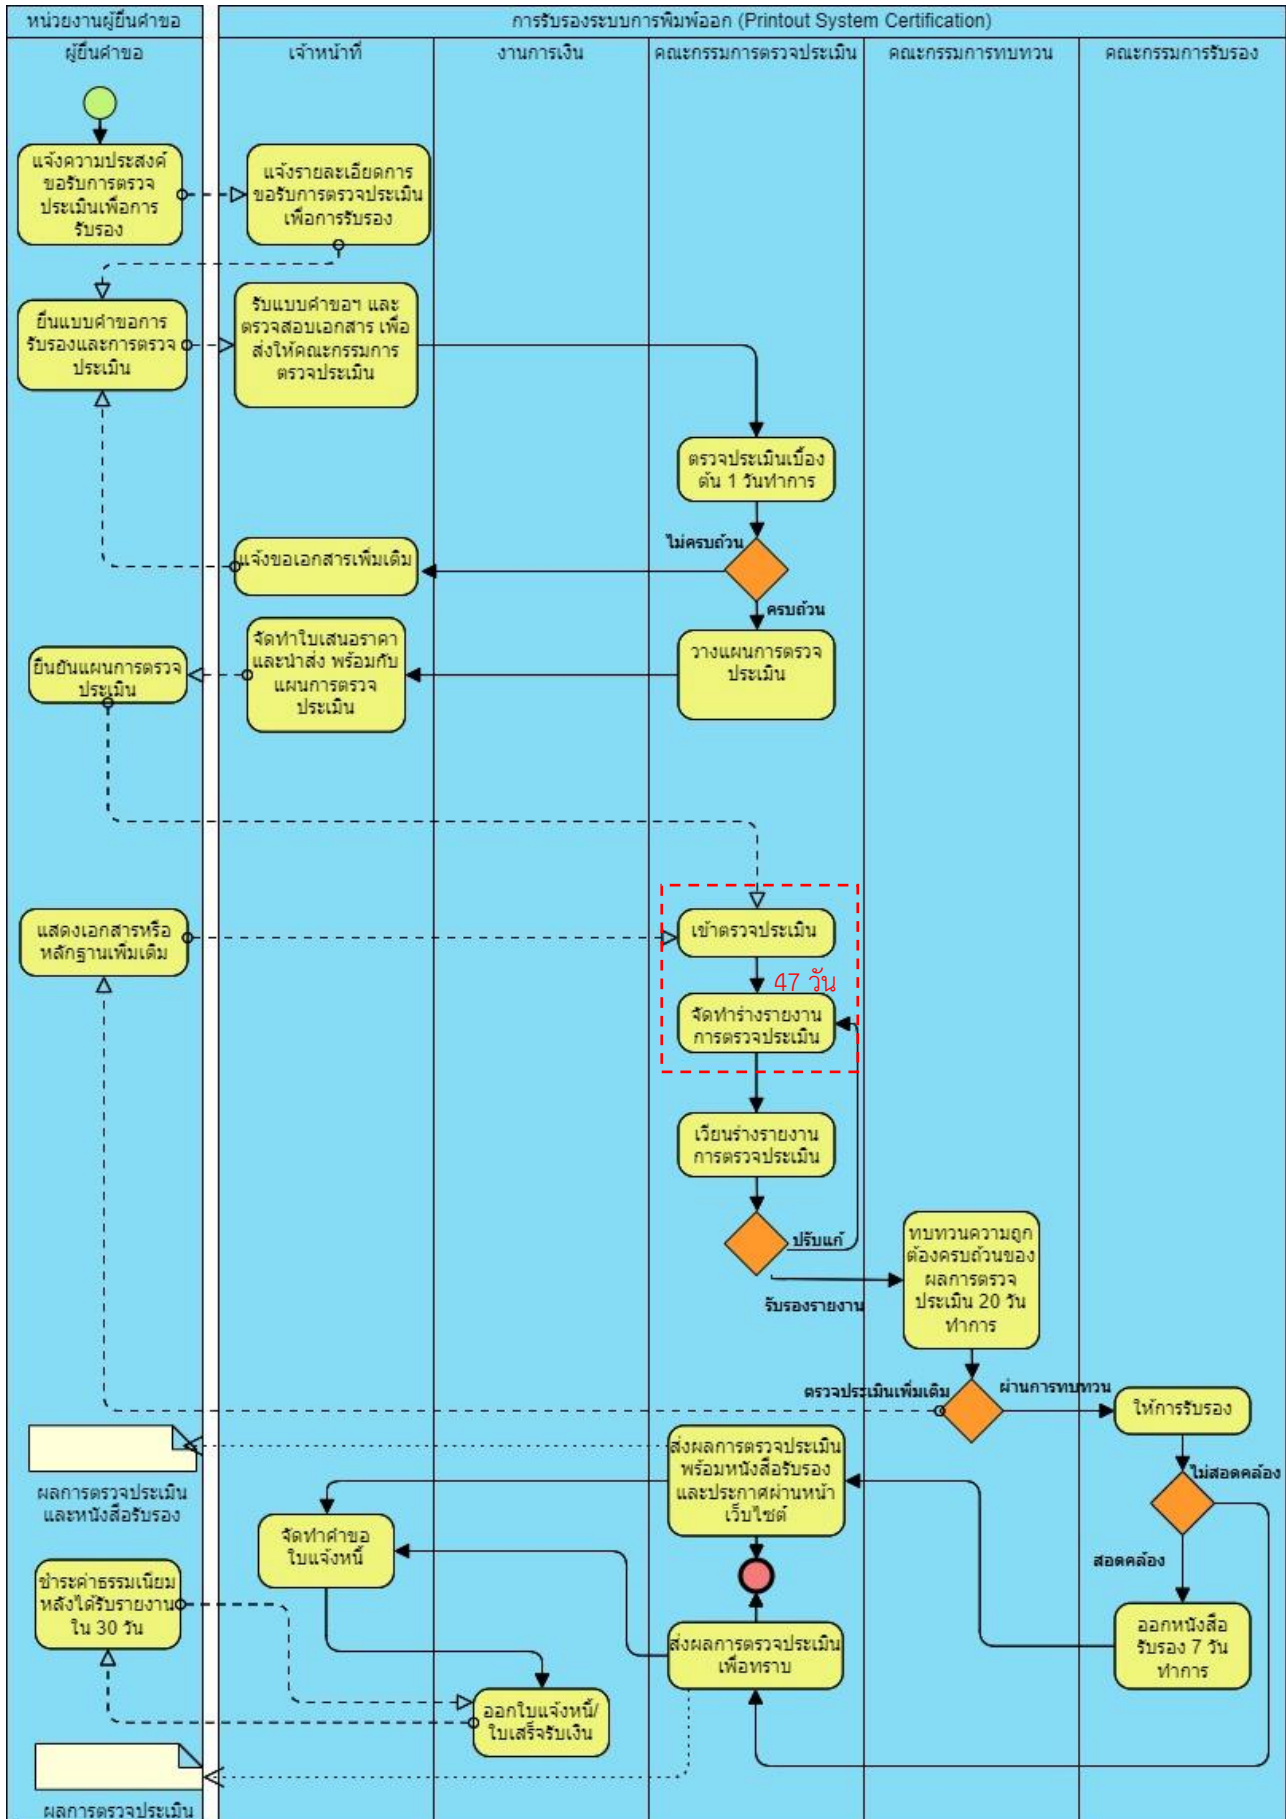 หน่วยงานผู้ยื่นคำขอ
การรับรองระบบการพิมพ์ออก (Printout System Certification)
ผู้ยื่นคำขอ
เจ้าหน้าที่
งานการเงิน
คณะกรรมการตรวจประเมิน
คณะกรรมการทบทวน
คณะกรรมการรับรอง
แจ้งความประสงค์
ขอรับการตรวจ
ประเมินเพื่อการ
รับรอง
แจ้งรายละเอียดการ
ขอรับการตรวจประเมิน
เพื่อการรับรอง
ยื่นแบบคำขอการ
รับรองและการตรวจ
ประเมิน
รับแบบคำขอฯ และ
ตรวจสอบเอกสาร เพื่อ
ส่งให้คณะกรรมการ
ตรวจประเมิน
ตรวจประเมินเบื้อง
ต้น 1 วันทำการ
ไม่ครบถ้วน
แจ้งขอเอกสารเพิ่มเติม
ครบถ้วน
จัดทำใบเสนอราคา
และนำส่ง พร้อมกับ
แผนการตรวจ
ประเมิน
วางแผนการตรวจ
ประเมิน
ยืนยันแผนการตรวจ
ประเมิน
แสดงเอกสารหรือ
หลักฐานเพิ่มเติม
เข้าตรวจประเมิน
47 วัน
จัดทำร่างรายงาน
การตรวจประเมิน
เวียนร่างรายงาน
การตรวจประเมิน
ปรับแก้
รับรองรายงาน
ทบทวนความถูก
ต้องครบถ้วนของ
ผลการตรวจ
ประเมิน 20 วัน
ทำการ
ตรวจประเมินเพิ่มเติม
ผ่านการทบทวน
ให้การรับรอง
ไม่สอดคล้อง
สอดคล้อง
ผลการตรวจประเมิน
และหนังสือรับรอง
ส่งผลการตรวจประเมิน
พร้อมหนังสือรับรอง
และประกาศผ่านหน้า
เว็บไซต์
จัดทำคำขอ
ใบแจ้งหนี้
ชำระค่าธรรมเนียม
หลังได้รับรายงาน
ใน 30 วัน
ส่งผลการตรวจประเมิน
เพื่อทราบ
ออกหนังสือ
รับรอง 7 วัน
ทำการ
ออกใบแจ้งหนี้/
ใบเสร็จรับเงิน
ผลการตรวจประเมิน